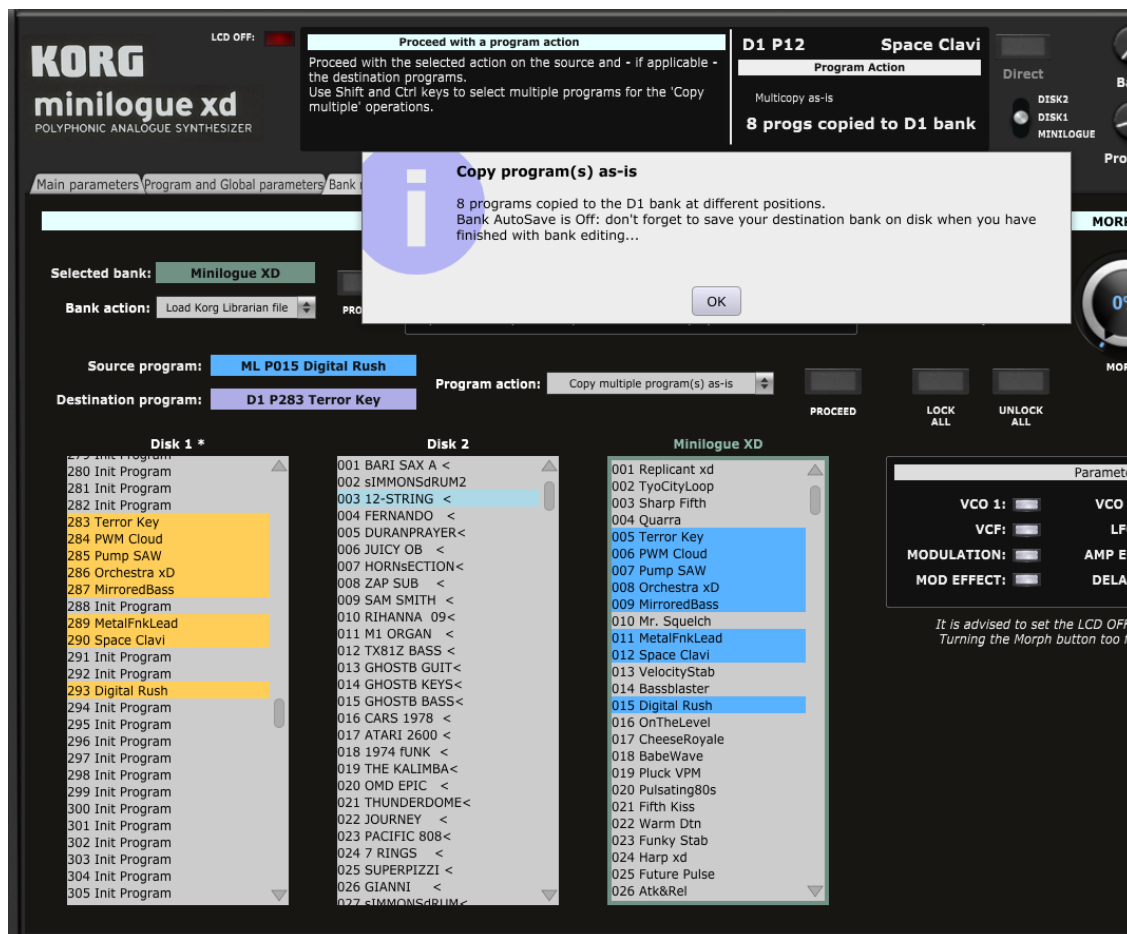 LCD OFF:
KORG
minilogue xd
POLYPHONIC ANALOGUE SYNTHESIZER
Proceed with a program action
Proceed with the selected action on the source and - if applicable -
the destination programs.
Use Shift and Ctrl keys to select multiple programs for the 'Copy
multiple' operations.
D1 P12 Space Clavi
Program Action
Multicopy as-is
8 progs copied to D1 bank
Direct
DISK2
DISK1
MINILOGUE
Main parameters
Program and Global parameters
Bank
Copy program(s) as-is
8 programs copied to the D1 bank at different positions.
Bank AutoSave is Off: don't forget to save your destination bank on disk when you have
finished with bank editing...
OK
Selected bank: Minilogue XD
Bank action: Load Korg Librarian file
Source program: ML P015 Digital Rush
Destination program: D1 P283 Terror Key
Program action: Copy multiple program(s) as-is
PROCEED
LOCK
ALL
UNLOCK
ALL
Disk 1 *
279 Init Program
280 Init Program
281 Init Program
282 Init Program
283 Terror Key
284 PWM Cloud
285 Pump SAW
286 Orchestra xD
287 MirroredBass
288 Init Program
289 MetalFnkLead
290 Space Clavi
291 Init Program
292 Init Program
293 Digital Rush
294 Init Program
295 Init Program
296 Init Program
297 Init Program
298 Init Program
299 Init Program
300 Init Program
301 Init Program
302 Init Program
303 Init Program
304 Init Program
305 Init Program
Disk 2
001 BARI SAX A <
002 sIMMONSdRUM2
003 12-STRING <
004 FERNANDO <
005 DURANPRAYER<
006 JUICY OB <
007 HORNsECTION<
008 ZAP SUB <
009 SAM SMITH <
010 RIHANNA 09<
011 M1 ORGAN <
012 TX81Z BASS <
013 GHOSTB GUIT<
014 GHOSTB KEYS<
015 GHOSTB BASS<
016 CARS 1978 <
017 ATARI 2600 <
018 1974 fUNK <
019 THE KALIMBA<
020 OMD EPIC <
021 THUNDERDOME<
022 JOURNEY <
023 PACIFIC 808<
024 7 RINGS <
025 SUPERPIZZI <
026 GIANNI <
027 sIMMONSdRUM<
Minilogue XD
001 Replicant xd
002 TyoCityLoop
003 Sharp Fifth
004 Quarra
005 Terror Key
006 PWM Cloud
007 Pump SAW
008 Orchestra xD
009 MirroredBass
010 Mr. Squelch
011 MetalFnkLead
012 Space Clavi
013 VelocityStab
014 Bassblaster
015 Digital Rush
016 OnTheLevel
017 CheeseRoyale
018 BabeWave
019 Pluck VPM
020 Pulsating80s
021 Fifth Kiss
022 Warm Dtn
023 Funky Stab
024 Harp xd
025 Future Pulse
026 Atk&Rel
VCO 1: VCO
VCF:
MODULATION: AMP E
MOD EFFECT: DELA
It is advised to set the LCD OFF
Turning the Morph button too